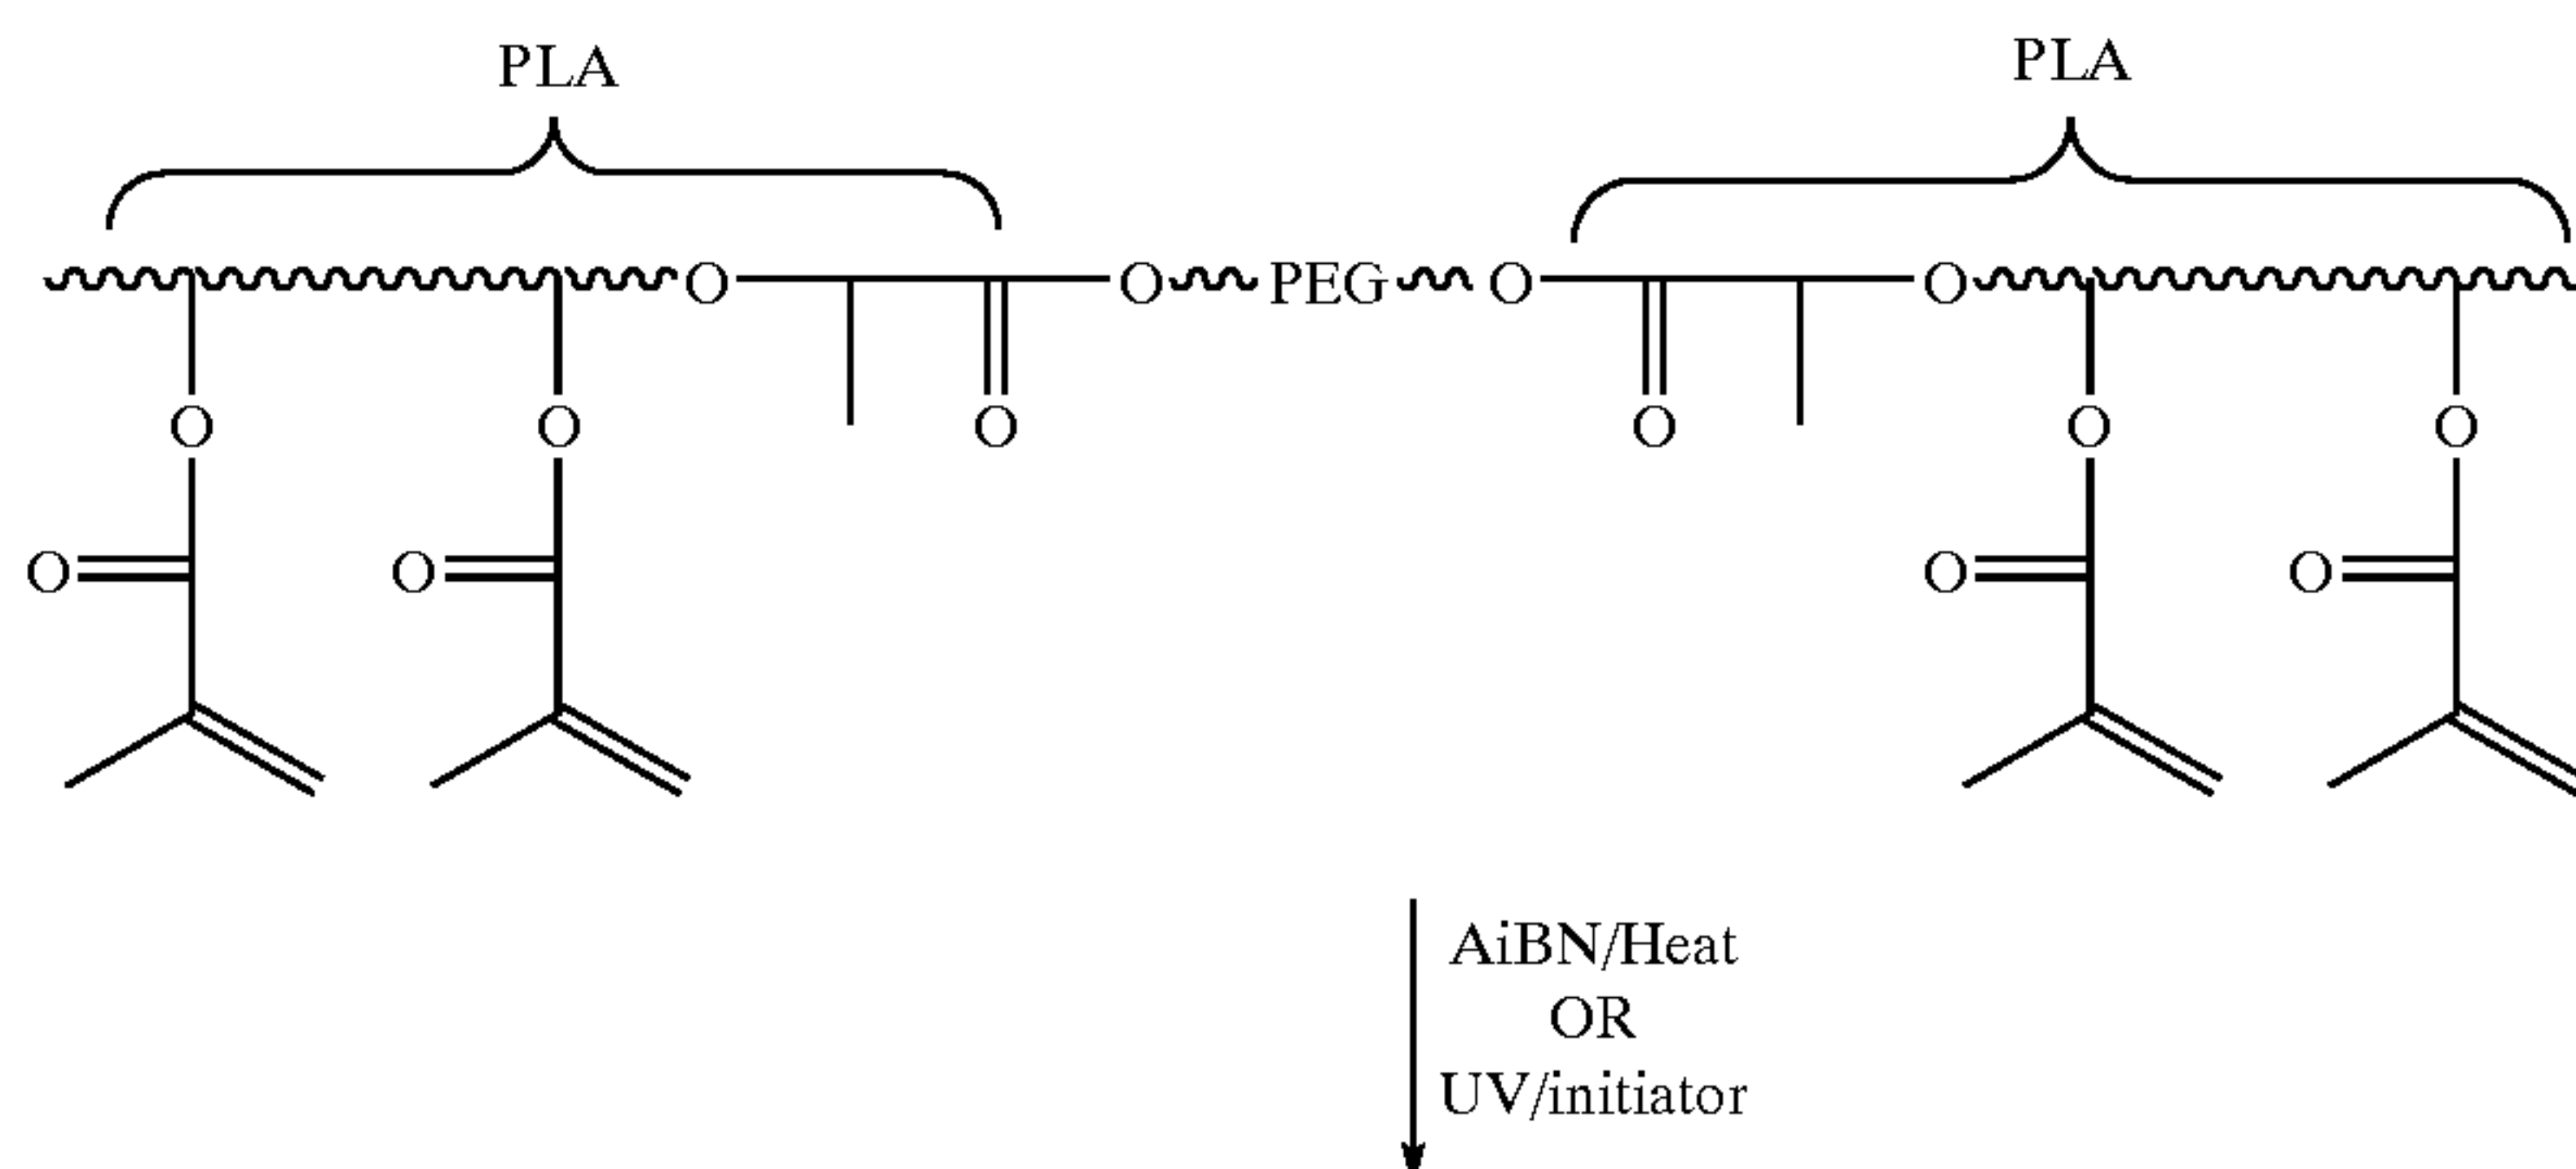 PLA PLA
O O PEG O O
O O O O O O
O O O O
AiBN/Heat
OR
UV/initiator